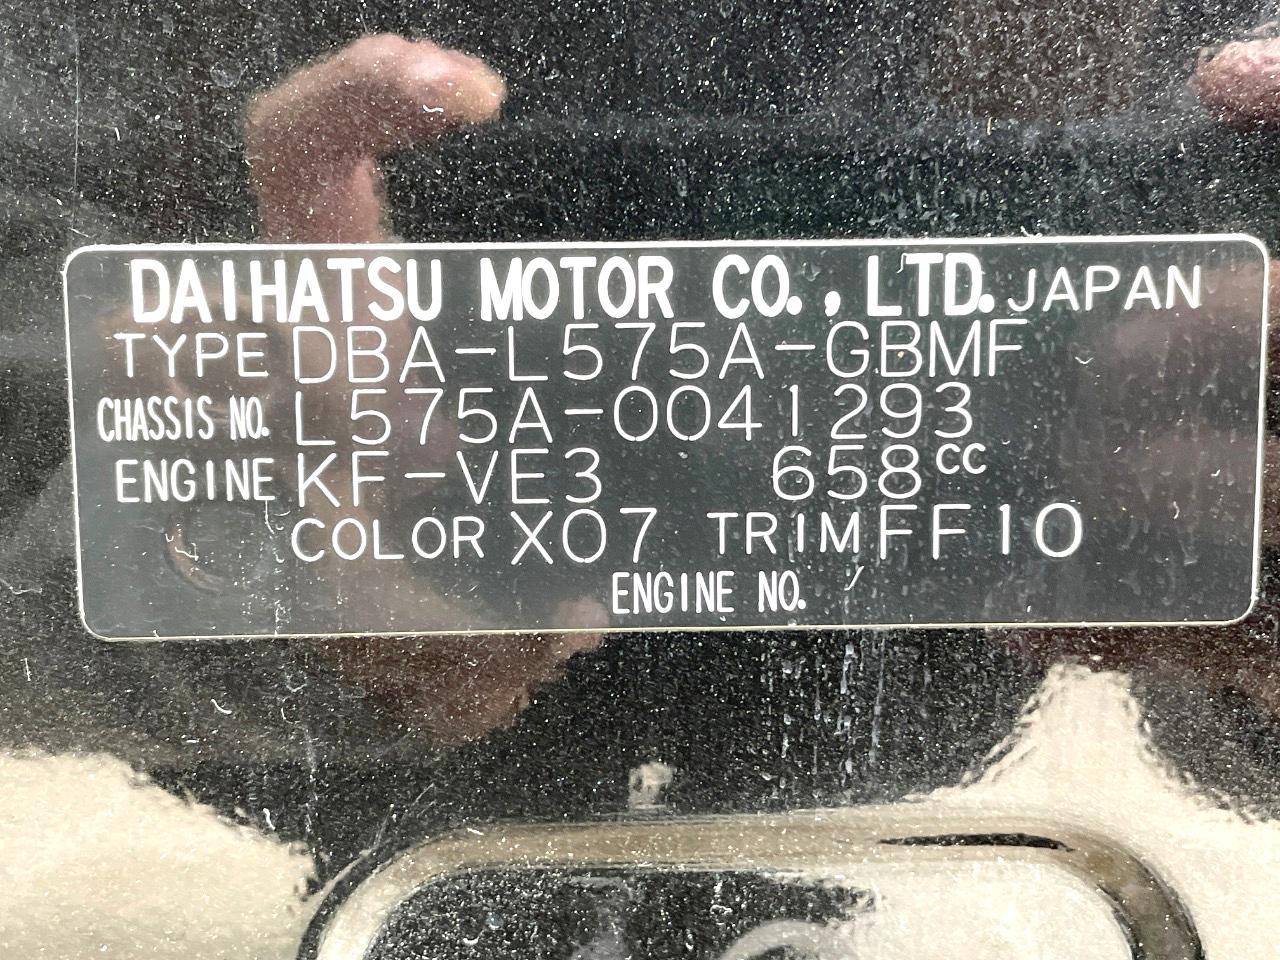 DAIHATSU MOTOR CO., LTD. JAPAN
TYPE DBA-L575A-GBMF
CHASSIS NO. L575A-0041293
ENGINE KF-VE3 658cc
COLOR X07 TRIM FF10
ENGINE NO.